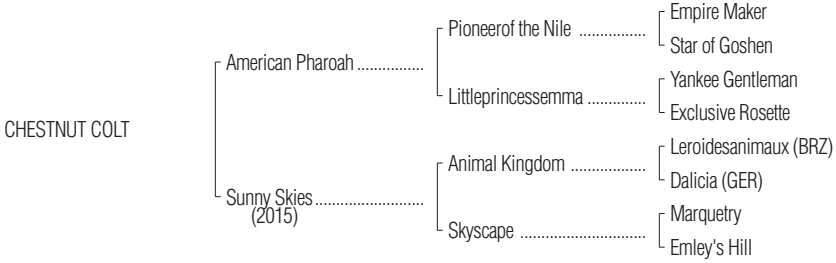 Empire Maker
Pioneerof the Nile ................
Star of Goshen
American Pharoah ................
Yankee Gentleman
Littleprincessemma ..............
Exclusive Rosette
CHESTNUT COLT
Leroidesanimaux (BRZ)
Animal Kingdom ..................
Dalicia (GER)
Sunny Skies ..........................
(2015)
Marquetry
Skyscape ..............................
Emley's Hill